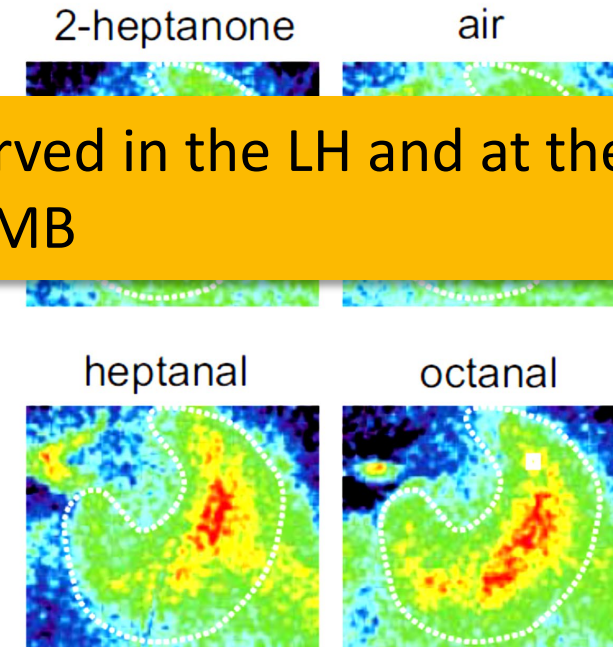 2-heptanone air
rved in the LH and at the
MB
heptanal octanal